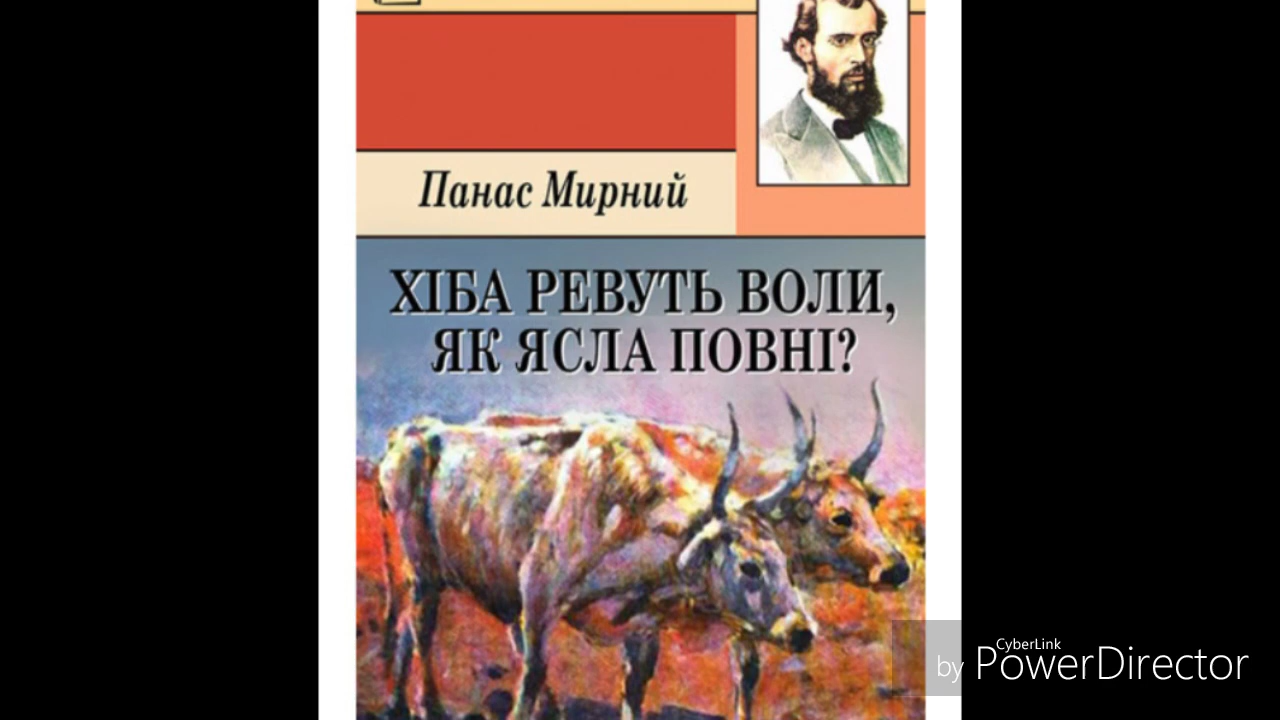 Панас Мирний
ХІБА РЕВУТЬ ВОЛИ,
ЯК ЯСЛА ПОВНІ?
CyberLink
by PowerDirector